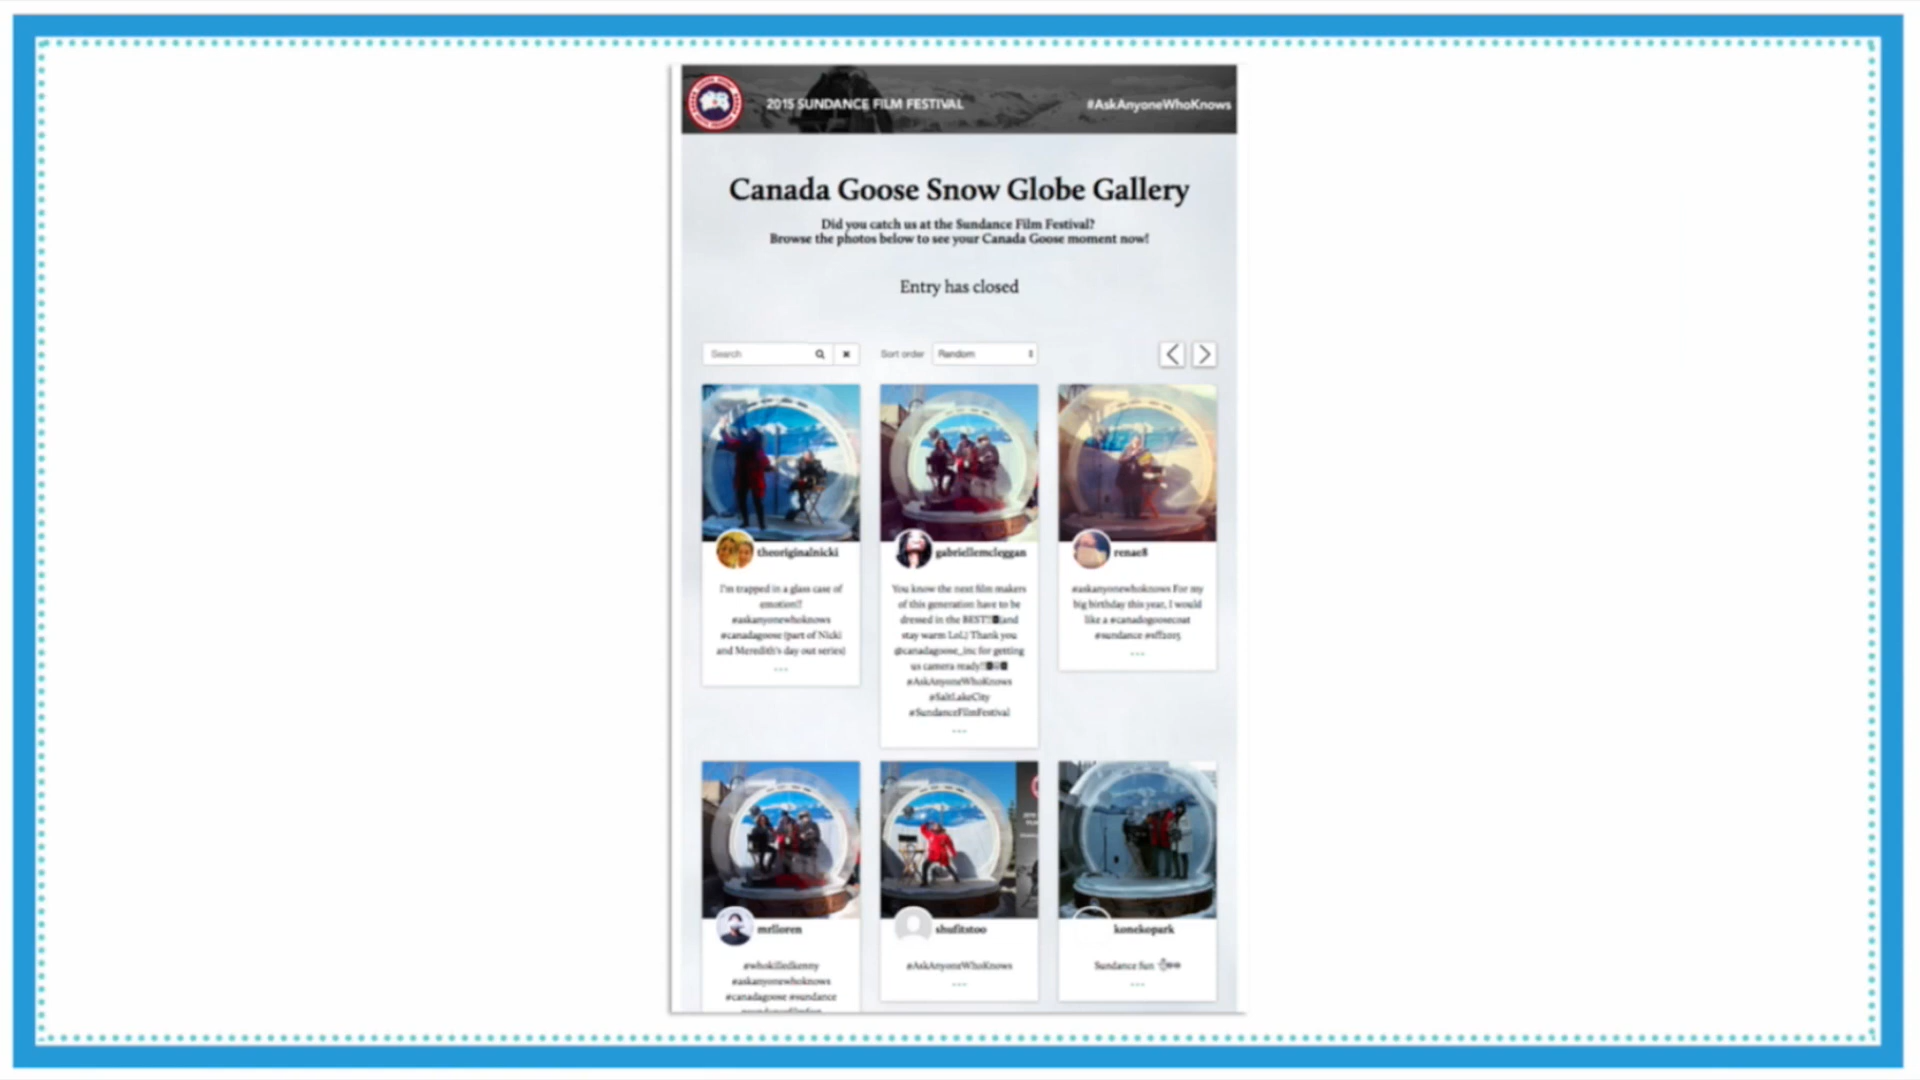 2015 SUNDANCE FILM FESTIVAL
#AskAnyoneWhoKnows
Canada Goose Snow Globe Gallery
Did you catch us at the Sundance Film Festival?
Browse the photos below to see your Canada Goose moment now!
Entry has closed
Search
Sort order
Random
theoriginalnicki
I'm trapped in a glass case of
emotion!!
#askanyonewhoknows
#canadagoose (part of Nicki
and Meredith's day out series)
...
gabriellemcleggan
You know the next film makers
of this generation have to be
dressed in the BEST!! (and
stay warm LoL) Thank you
@canadagoose_inc for getting
us camera ready!!
#AskAnyoneWhoKnows
#SaltLakeCity
#SundanceFilmFestival
...
renae8
#askanyonewhoknows For my
big birthday this year, I would
like a #canadagoosecoat
#sundance #sff2015
...
mrlloren
#whokilledkenny
#askanyonewhoknows
#canadagoose #sundance
shufitstoo
#AskAnyoneWhoKnows
...
konekopark
Sundance fun
...